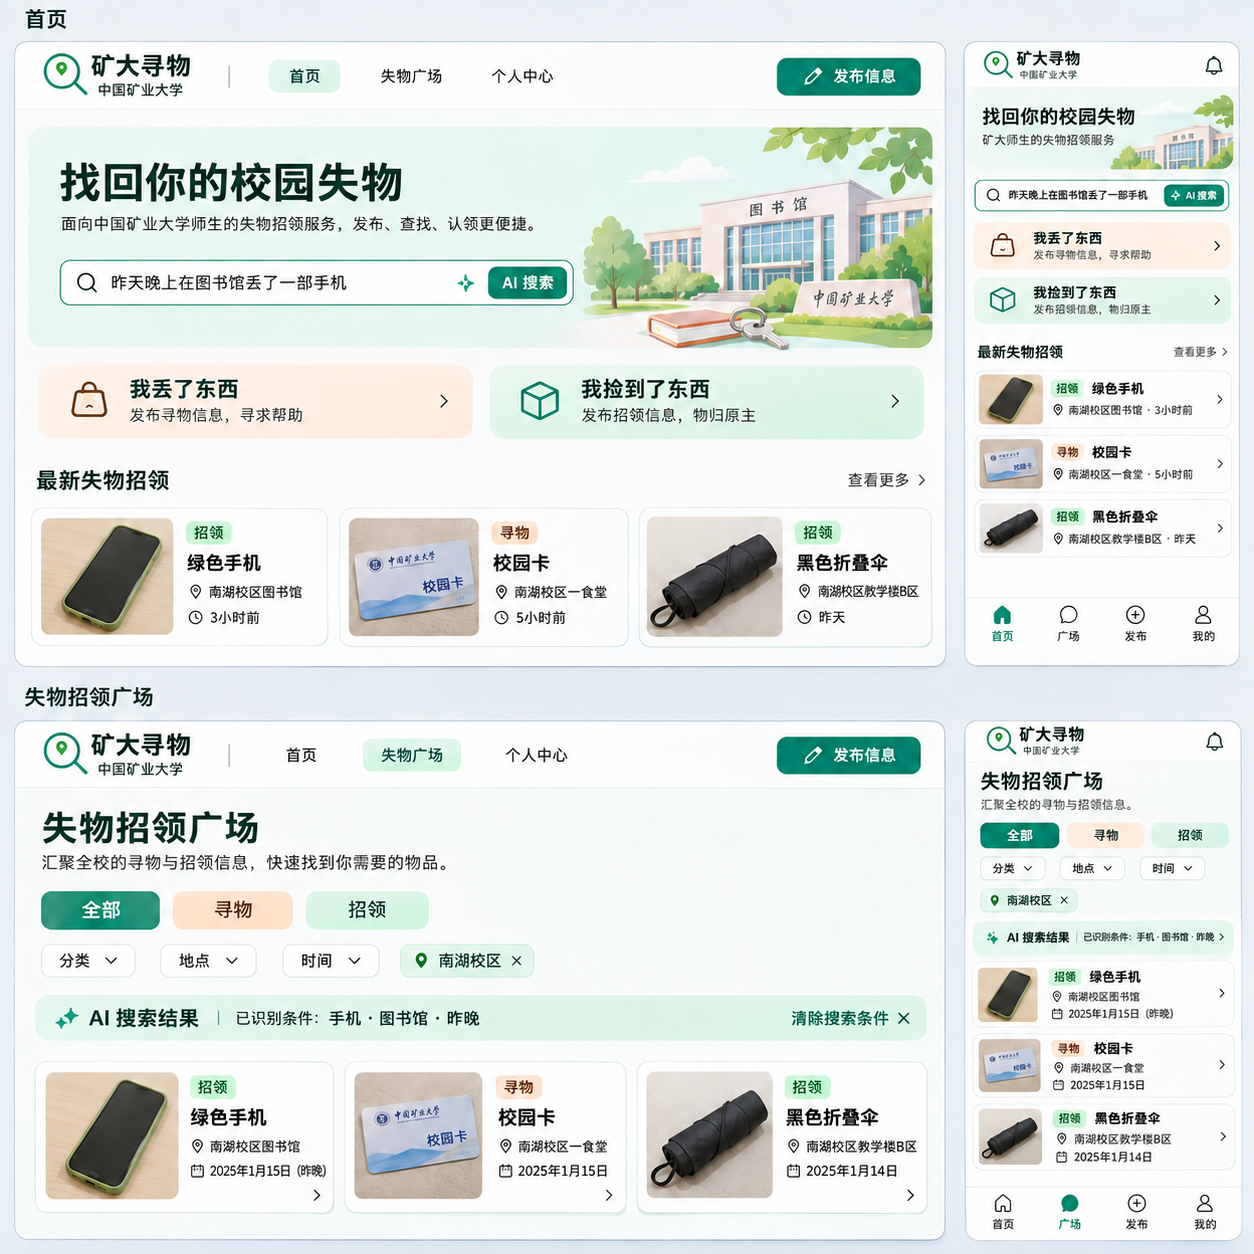 首页
矿大寻物
中国矿业大学
首页
失物广场
个人中心
发布信息
找回你的校园失物
面向中国矿业大学师生的失物招领服务，发布、查找、认领更便捷。
昨天晚上在图书馆丢了一部手机
AI 搜索
图书馆
中国矿业大学
我丢了东西
发布寻物信息，寻求帮助
我捡到了东西
发布招领信息，物归原主
最新失物招领
查看更多
招领
绿色手机
南湖校区图书馆
3小时前
中国矿业大学
校园卡
寻物
校园卡
南湖校区一食堂
5小时前
招领
黑色折叠伞
南湖校区教学楼B区
昨天
矿大寻物
中国矿业大学
找回你的校园失物
矿大师生的失物招领服务
图书馆
昨天晚上在图书馆丢了一部手机
AI 搜索
我丢了东西
发布寻物信息，寻求帮助
我捡到了东西
发布招领信息，物归原主
最新失物招领
查看更多
招领 绿色手机
南湖校区图书馆 · 3小时前
中国矿业大学
校园卡
寻物 校园卡
南湖校区一食堂 · 5小时前
招领 黑色折叠伞
南湖校区教学楼B区 · 昨天
首页
广场
发布
我的
失物招领广场
矿大寻物
中国矿业大学
首页
失物广场
个人中心
发布信息
失物招领广场
汇聚全校的寻物与招领信息，快速找到你需要的物品。
全部
寻物
招领
分类
地点
时间
南湖校区 ×
AI 搜索结果 | 已识别条件：手机 · 图书馆 · 昨晚
清除搜索条件 ×
招领
绿色手机
南湖校区图书馆
2025年1月15日（昨晚）
中国矿业大学
校园卡
寻物
校园卡
南湖校区一食堂
2025年1月15日
招领
黑色折叠伞
南湖校区教学楼B区
2025年1月14日
矿大寻物
中国矿业大学
失物招领广场
汇聚全校的寻物与招领信息。
全部
寻物
招领
分类
地点
时间
南湖校区 ×
AI 搜索结果 | 已识别条件：手机 · 图书馆 · 昨晚
招领 绿色手机
南湖校区图书馆
2025年1月15日（昨晚）
校园卡
寻物 校园卡
南湖校区一食堂
2025年1月15日
招领 黑色折叠伞
南湖校区教学楼B区
2025年1月14日
首页
广场
发布
我的